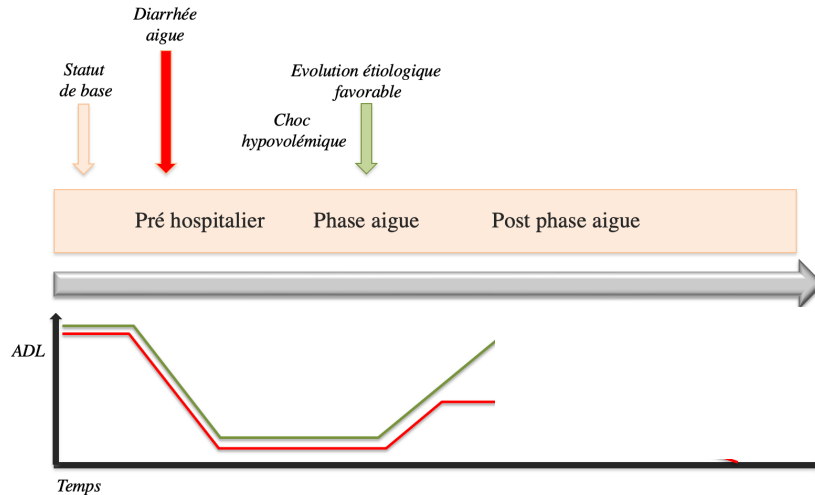 Diarrhée
aigue
Statut
de base
Evolution étiologique
favorable
Choc
hypovolémique
Pré hospitalier
Phase aigue
Post phase aigue
ADL
Temps